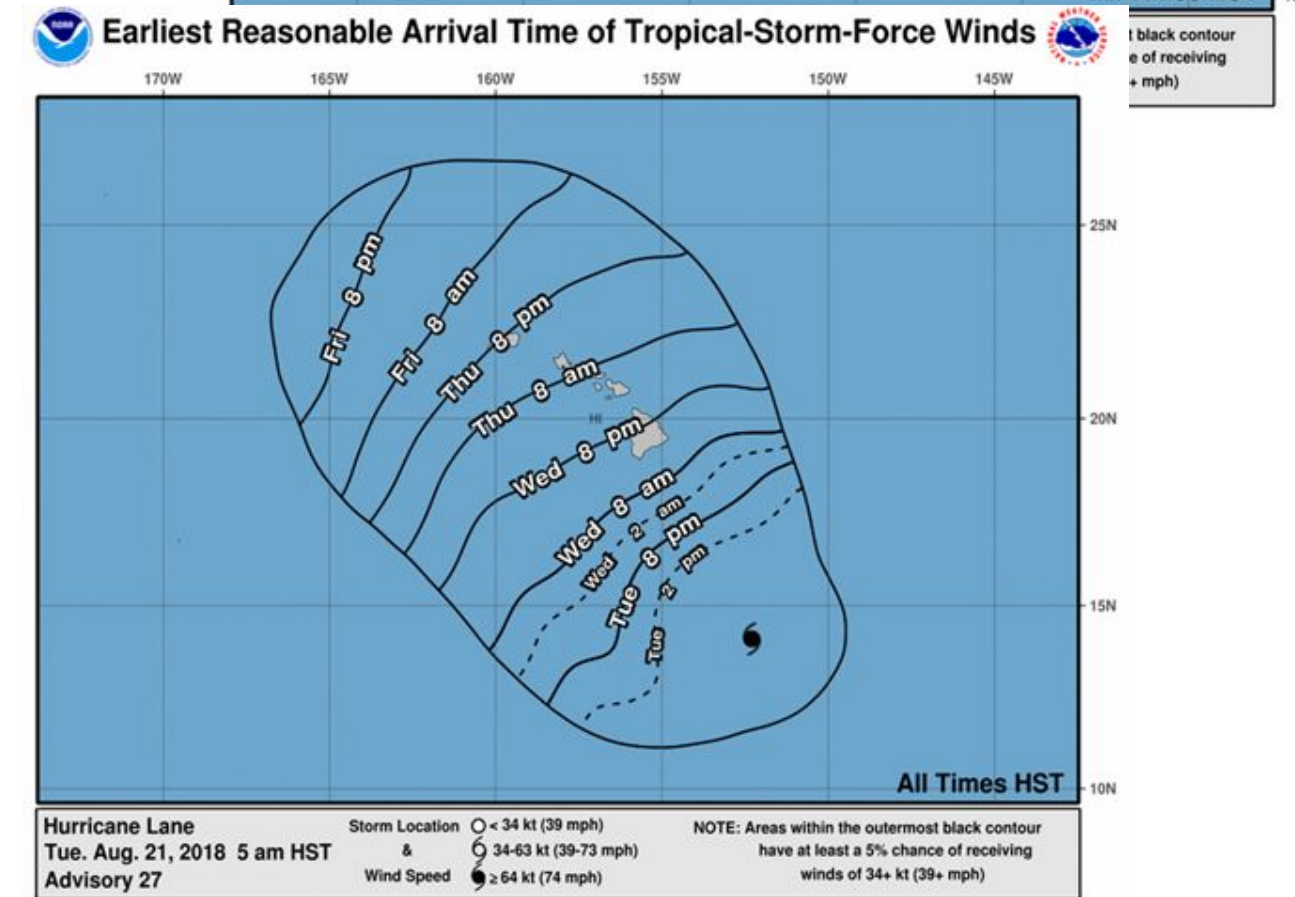 Earliest Reasonable Arrival Time of Tropical-Storm-Force Winds
t black contour
e of receiving
+ mph)
170W 165W 160W 155W 150W 145W
25N
20N
15N
10N
Fri 8 pm
Fri 8 am
Thu 8 pm
Thu 8 am
HI
Wed 8 pm
Wed 8 am
Wed 2 am
Tue 8 pm
Tue 2 pm
All Times HST
Hurricane Lane
Tue. Aug. 21, 2018 5 am HST
Advisory 27
Storm Location
&
Wind Speed
< 34 kt (39 mph)
34-63 kt (39-73 mph)
≥ 64 kt (74 mph)
NOTE: Areas within the outermost black contour
have at least a 5% chance of receiving
winds of 34+ kt (39+ mph)